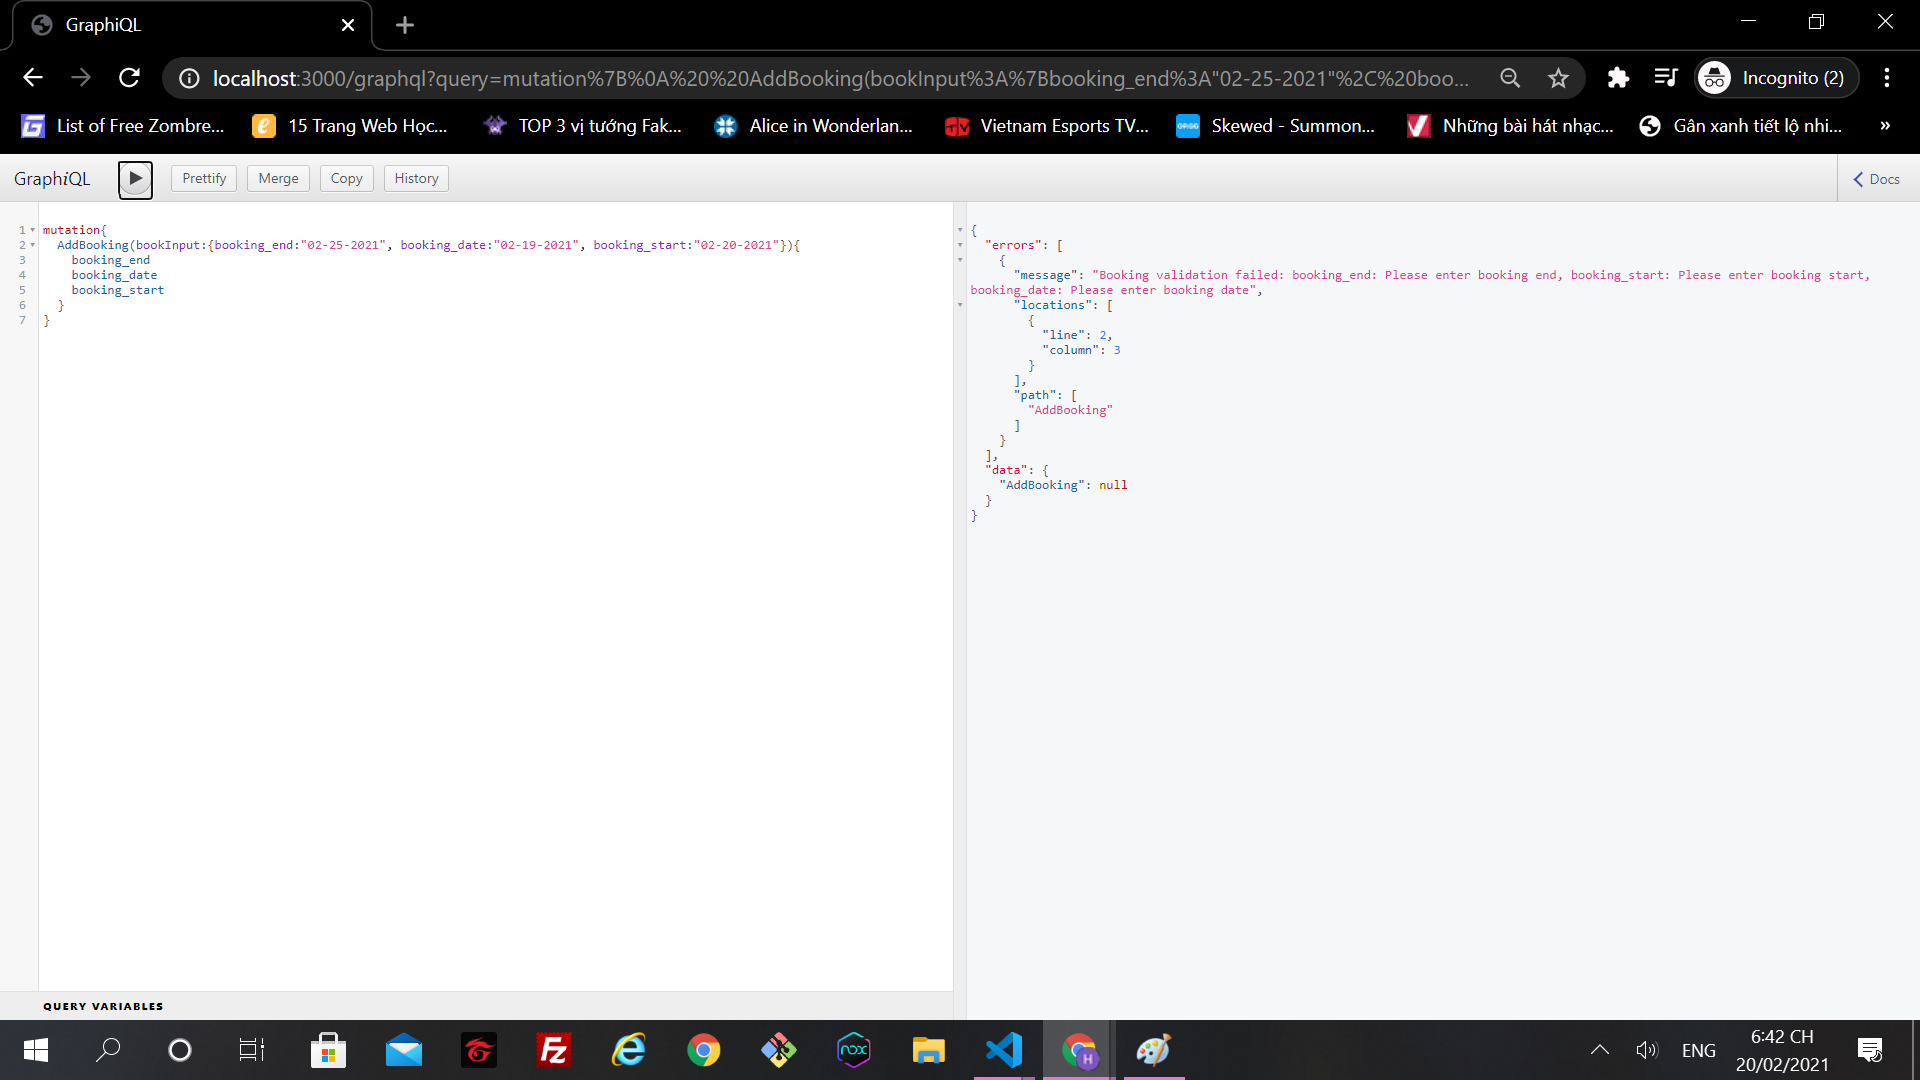 GraphiQL
localhost:3000/graphql?query=mutation%7B%0A%20%20AddBooking(bookInput%3A%7Bbooking_end%3A"02-25-2021"%2C%20boo...
Incognito (2)
List of Free Zombre...
15 Trang Web Học...
TOP 3 vị tướng Fak...
Alice in Wonderlan...
Vietnam Esports TV...
Skewed - Summon...
Những bài hát nhạc...
Gân xanh tiết lộ nhi...
»
GraphiQL
Prettify
Merge
Copy
History
Docs
1 mutation{
2 AddBooking(bookInput:{booking_end:"02-25-2021", booking_date:"02-19-2021", booking_start:"02-20-2021"}){
3 booking_end
4 booking_date
5 booking_start
6 }
7 }
{
"errors": [
{
"message": "Booking validation failed: booking_end: Please enter booking end, booking_start: Please enter booking start,
booking_date: Please enter booking date",
"locations": [
{
"line": 2,
"column": 3
}
],
"path": [
"AddBooking"
]
}
],
"data": {
"AddBooking": null
}
}
QUERY VARIABLES
nox
H
ENG
6:42 CH
20/02/2021